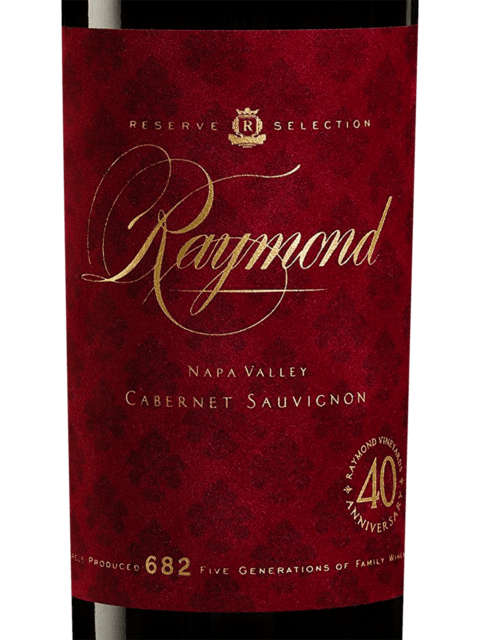 RESERVE R SELECTION
Raymond
NAPA VALLEY
CABERNET SAUVIGNON
RAYMOND VINEYARDS
40
ANNIVERSARY
PRODUCED 682 FIVE GENERATIONS OF FAMILY